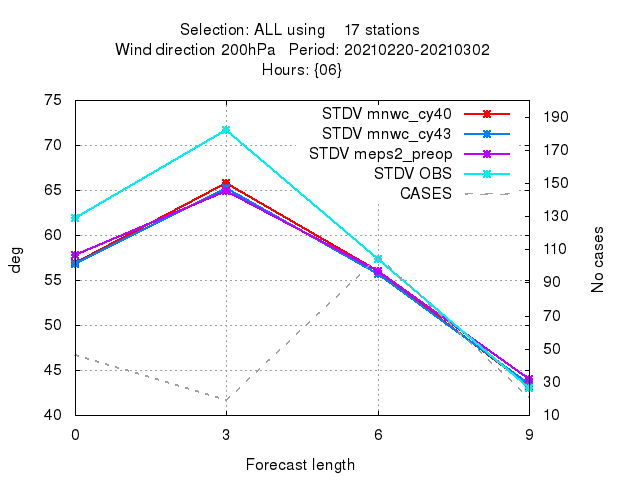 Selection: ALL using    17 stations
Wind direction 200hPa   Period: 20210220-20210302
Hours: {06}
STDV mnwc_cy40
STDV mnwc_cy43
STDV meps2_preop
STDV OBS
CASES
75
70
65
60
55
50
45
40
deg
190
170
150
130
110
90
70
50
30
10
No cases
0 3 6 9
Forecast length